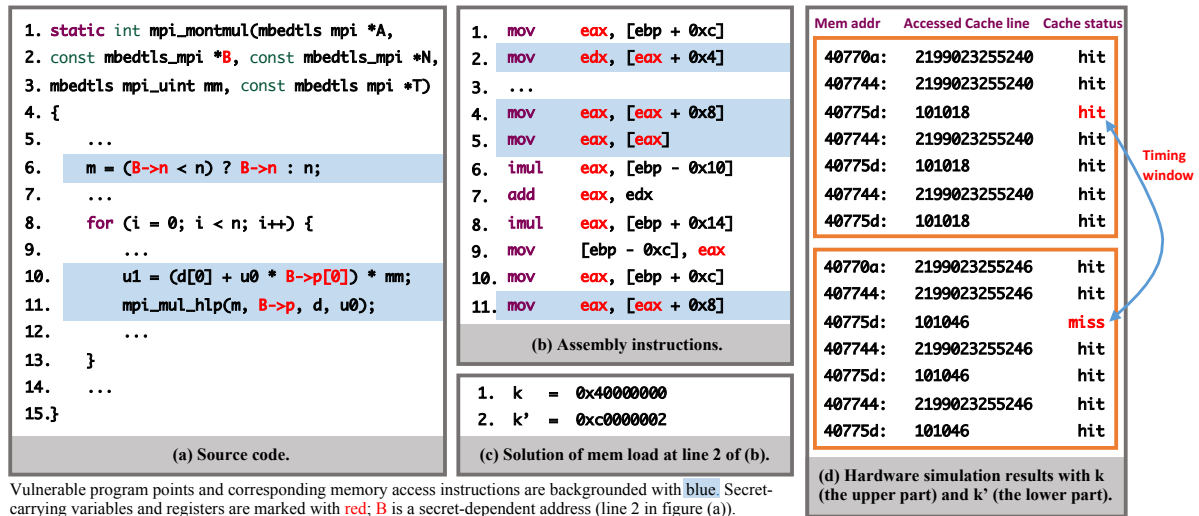 1. static int mpi_montmul(mbedtls mpi *A,
2. const mbedtls_mpi *B, const mbedtls_mpi *N,
3. mbedtls mpi_uint mm, const mbedtls mpi *T)
4. {
5. ...
6. m = (B->n < n) ? B->n : n;
7. ...
8. for (i = 0; i < n; i++) {
9. ...
10. u1 = (d[0] + u0 * B->p[0]) * mm;
11. mpi_mul_hlp(m, B->p, d, u0);
12. ...
13. }
14. ...
15.}
(a) Source code.
1. mov eax, [ebp + 0xc]
2. mov edx, [eax + 0x4]
3. ...
4. mov eax, [eax + 0x8]
5. mov eax, [eax]
6. imul eax, [ebp - 0x10]
7. add eax, edx
8. imul eax, [ebp + 0x14]
9. mov [ebp - 0xc], eax
10. mov eax, [ebp + 0xc]
11. mov eax, [eax + 0x8]
(b) Assembly instructions.
1. k = 0x40000000
2. k' = 0xc0000002
(c) Solution of mem load at line 2 of (b).
Mem addr Accessed Cache line Cache status
40770a: 2199023255240 hit
407744: 2199023255240 hit
40775d: 101018 hit
407744: 2199023255240 hit
40775d: 101018 hit
407744: 2199023255240 hit
40775d: 101018 hit
Timing
window
40770a: 2199023255246 hit
407744: 2199023255246 hit
40775d: 101046 miss
407744: 2199023255246 hit
40775d: 101046 hit
407744: 2199023255246 hit
40775d: 101046 hit
(d) Hardware simulation results with k
(the upper part) and k' (the lower part).
Vulnerable program points and corresponding memory access instructions are backgrounded with blue. Secret-
carrying variables and registers are marked with red; B is a secret-dependent address (line 2 in figure (a)).